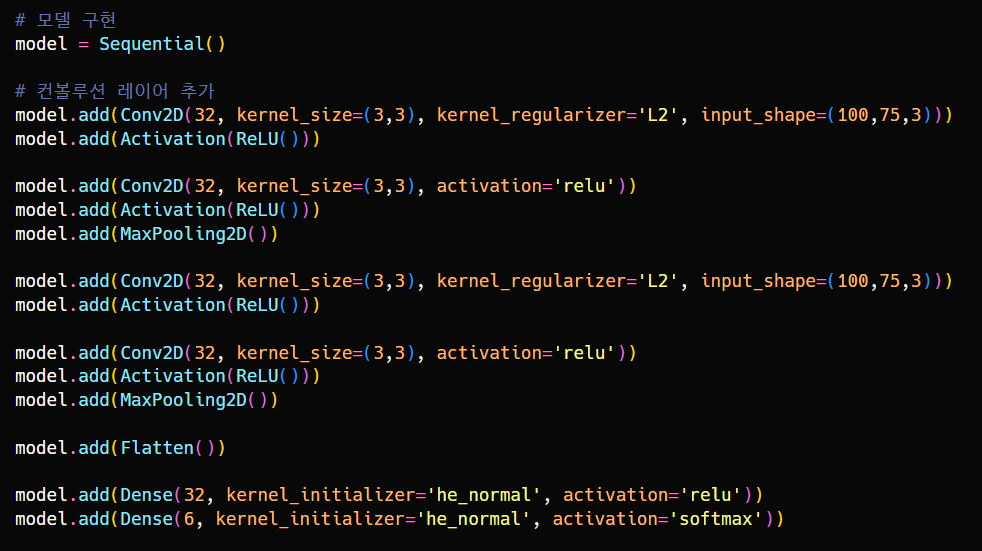 # 모델 구현
model = Sequential()
# 컨볼루션 레이어 추가
model.add(Conv2D(32, kernel_size=(3,3), kernel_regularizer='L2', input_shape=(100,75,3)))
model.add(Activation(ReLU()))
model.add(Conv2D(32, kernel_size=(3,3), activation='relu'))
model.add(Activation(ReLU()))
model.add(MaxPooling2D())
model.add(Conv2D(32, kernel_size=(3,3), kernel_regularizer='L2', input_shape=(100,75,3)))
model.add(Activation(ReLU()))
model.add(Conv2D(32, kernel_size=(3,3), activation='relu'))
model.add(Activation(ReLU()))
model.add(MaxPooling2D())
model.add(Flatten())
model.add(Dense(32, kernel_initializer='he_normal', activation='relu'))
model.add(Dense(6, kernel_initializer='he_normal', activation='softmax'))